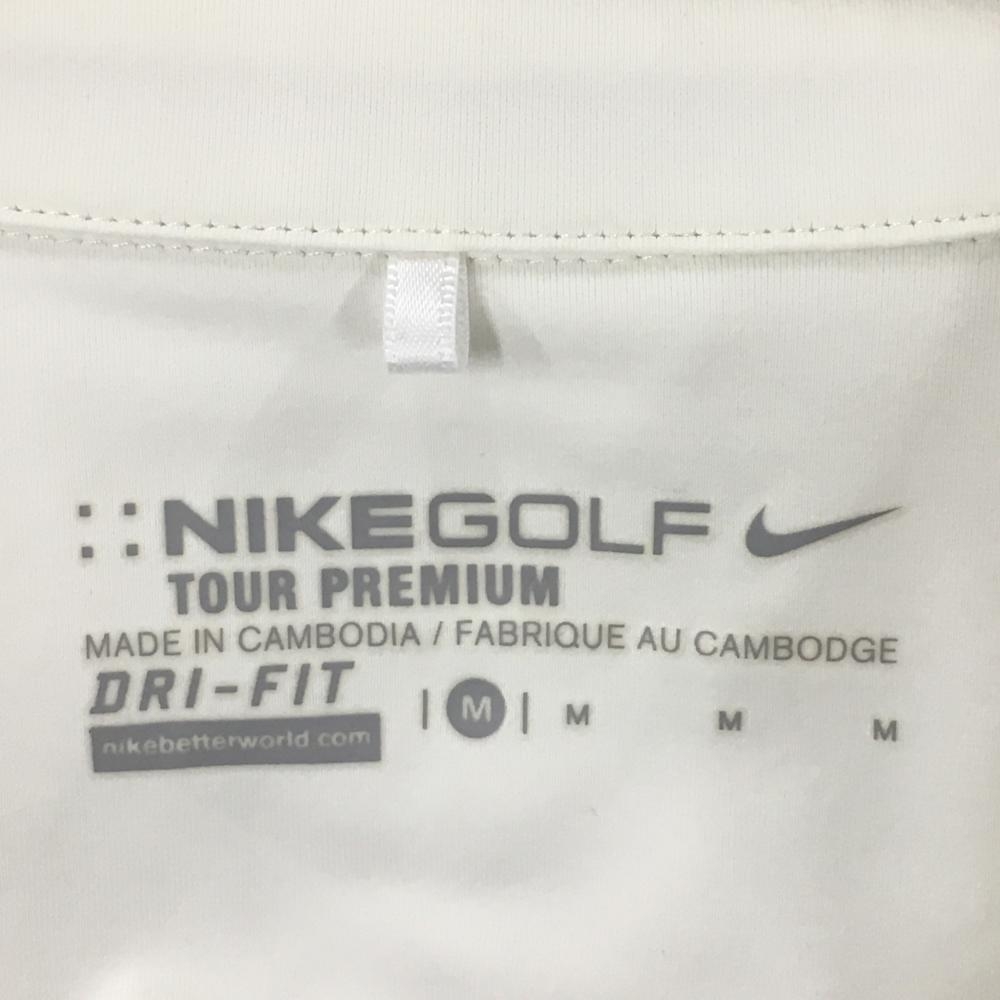 NIKEGOLF
TOUR PREMIUM
MADE IN CAMBODIA / FABRIQUE AU CAMBODGE
DRI-FIT
| M | M M M
nikebetterworld.com